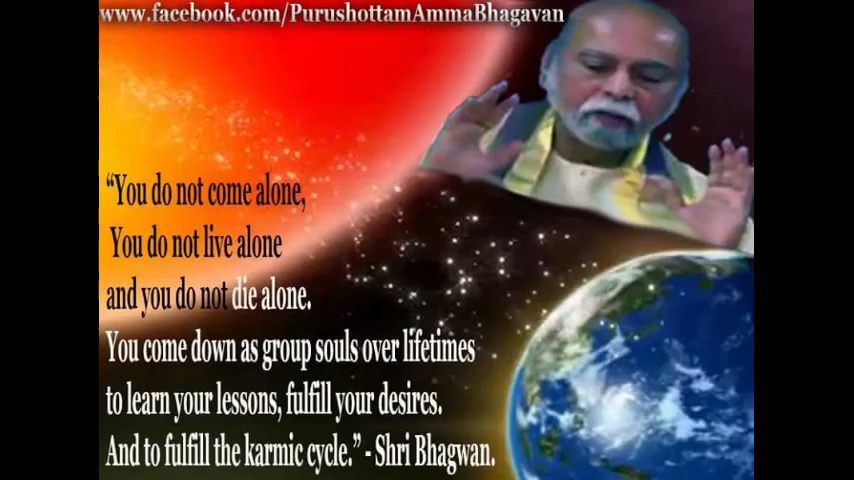 www.facebook.com/PurushottamAmmaBhagavan
“You do not come alone,
You do not live alone
and you do not die alone.
You come down as group souls over lifetimes
to learn your lessons, fulfill your desires.
And to fulfill the karmic cycle.” - Shri Bhagwan.